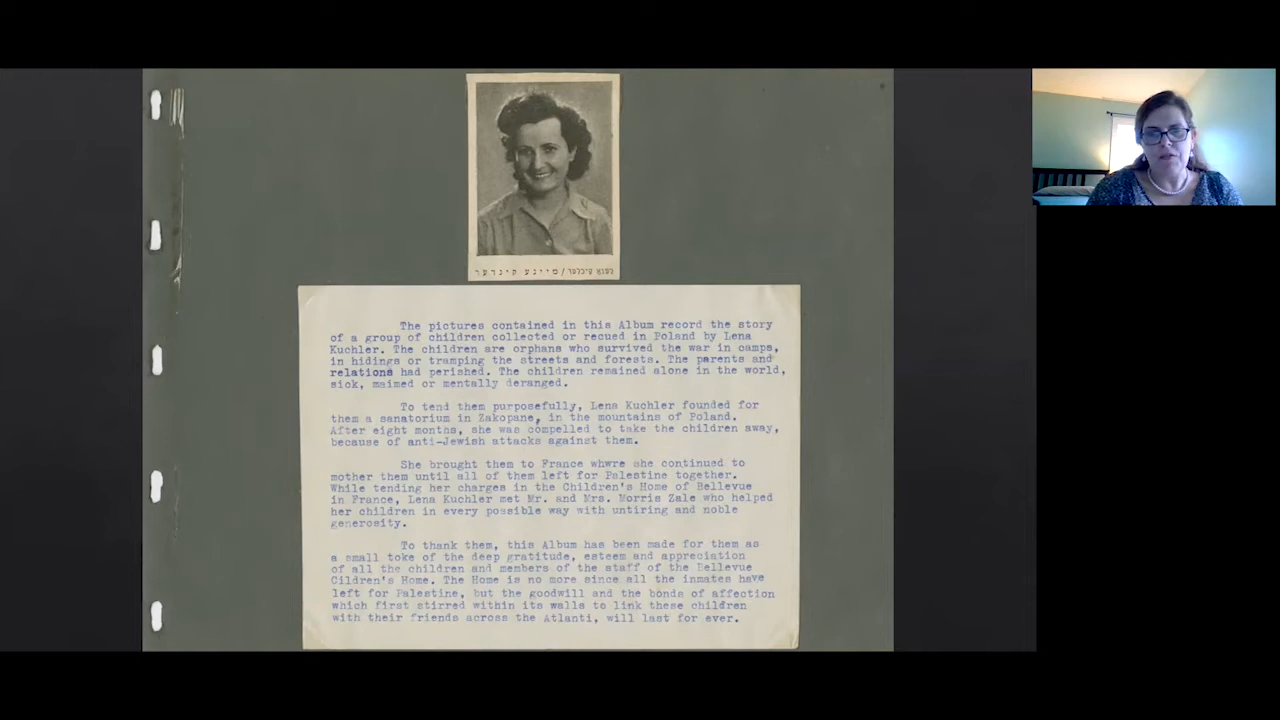 לענא קיכלער / מיינע קינדער
The pictures contained in this Album record the story
of a group of children collected or recued in Poland by Lena
Kuchler. The children are orphans who survived the war in camps,
in hidings or tramping the streets and forests. The parents and
relations had perished. The children remained alone in the world,
sick, maimed or mentally deranged.
To tend them purposefully, Lena Kuchler founded for
them a sanatorium in Zakopane, in the mountains of Poland.
After eight months, she was compelled to take the children away,
because of anti-Jewish attacks against them.
She brought them to France whwre she continued to
mother them until all of them left for Palestine together.
While tending her charges in the Children's Home of Bellevue
in France, Lena Kuchler met Mr. and Mrs. Morris Zale who helped
her children in every possible way with untiring and noble
generosity.
To thank them, this Album has been made for them as
a small toke of the deep gratitude, esteem and appreciation
of all the children and members of the staff of the Bellevue
Cildren's Home. The Home is no more since all the inmates have
left for Palestine, but the goodwill and the bonds of affection
which first stirred within its walls to link these children
with their friends across the Atlanti, will last for ever.